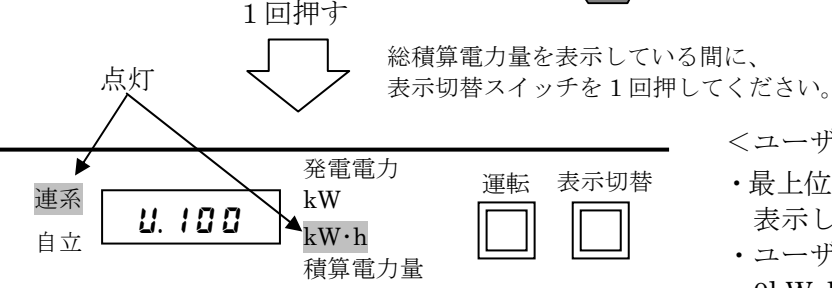 1回押す
総積算電力量を表示している間に、
表示切替スイッチを1回押してください。
点灯
連系
自立
U.100
発電電力
kW
kW·h
積算電力量
運転 表示切替
<ユーザ
・最上位
表示し
・ユーザ